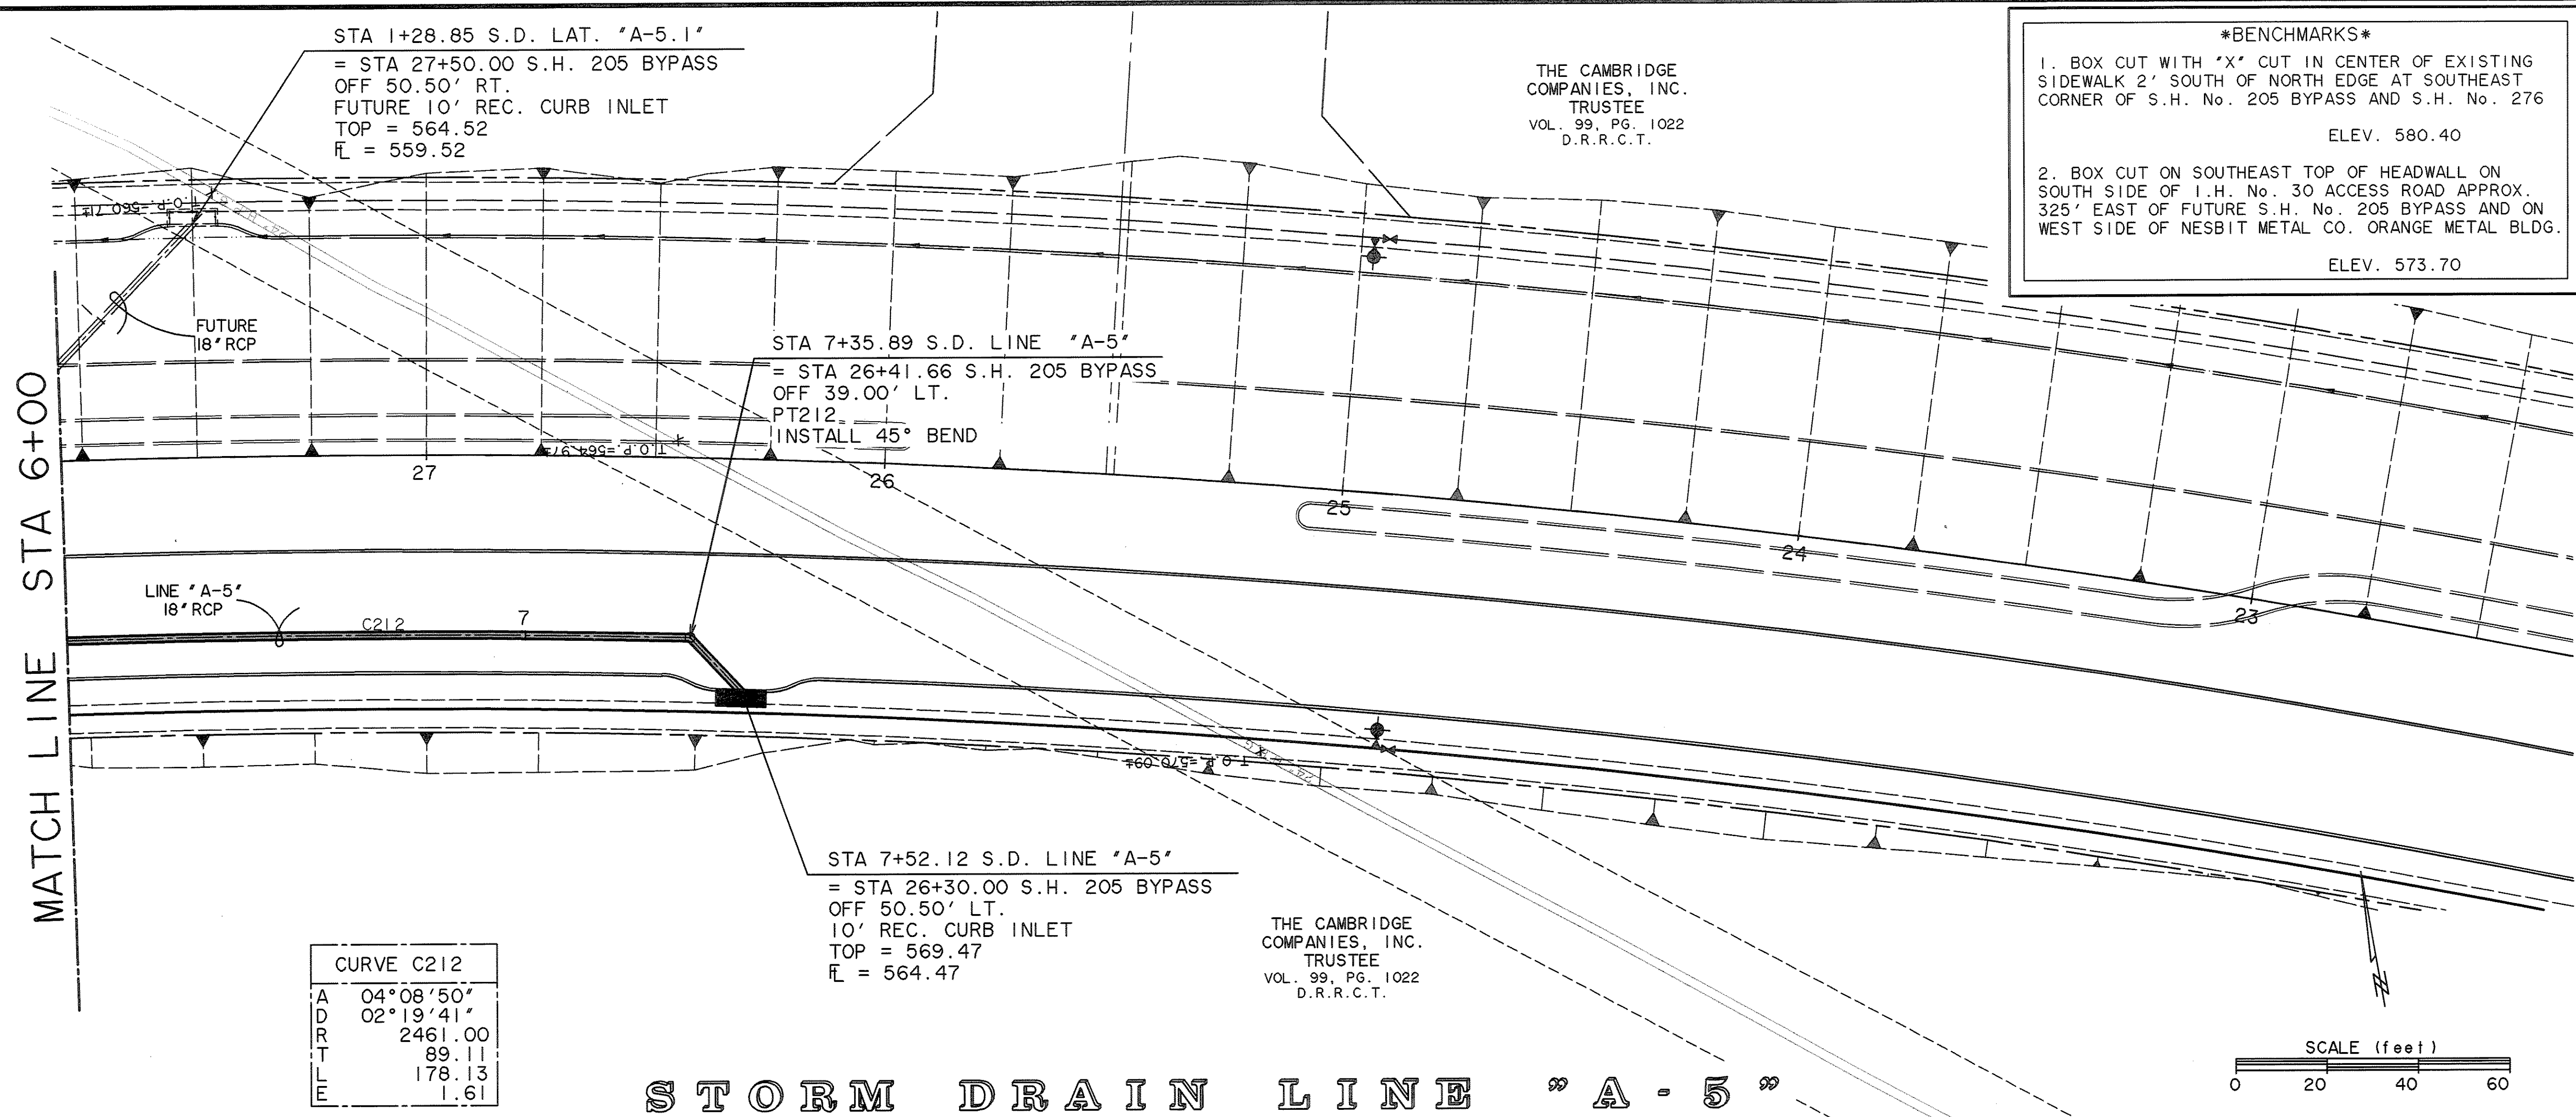 STA 1+28.85 S.D. LAT. "A-5.1"
= STA 27+50.00 S.H. 205 BYPASS
OFF 50.50' RT.
FUTURE 10' REC. CURB INLET
TOP = 564.52
FL = 559.52
THE CAMBRIDGE
COMPANIES, INC.
TRUSTEE
VOL. 99, PG. 1022
D.R.R.C.T.
*BENCHMARKS*
1. BOX CUT WITH "X" CUT IN CENTER OF EXISTING
SIDEWALK 2' SOUTH OF NORTH EDGE AT SOUTHEAST
CORNER OF S.H. No. 205 BYPASS AND S.H. No. 276
ELEV. 580.40
2. BOX CUT ON SOUTHEAST TOP OF HEADWALL ON
SOUTH SIDE OF I.H. No. 30 ACCESS ROAD APPROX.
325' EAST OF FUTURE S.H. No. 205 BYPASS AND ON
WEST SIDE OF NESBIT METAL CO. ORANGE METAL BLDG.
ELEV. 573.70
T.O.P.=560.71±
FUTURE
18" RCP
STA 7+35.89 S.D. LINE "A-5"
= STA 26+41.66 S.H. 205 BYPASS
OFF 39.00' LT.
PT212
INSTALL 45° BEND
T.O.P.=564.97±
27
26
25
24
23
MATCH LINE STA 6+00
LINE "A-5"
18" RCP
C212
7
T.O.P.=570.09±
STA 7+52.12 S.D. LINE "A-5"
= STA 26+30.00 S.H. 205 BYPASS
OFF 50.50' LT.
10' REC. CURB INLET
TOP = 569.47
FL = 564.47
THE CAMBRIDGE
COMPANIES, INC.
TRUSTEE
VOL. 99, PG. 1022
D.R.R.C.T.
CURVE C212
A 04°08'50"
D 02°19'41"
R 2461.00
T 89.11
L 178.13
E 1.61
N
SCALE (feet)
0 20 40 60
STORM DRAIN LINE "A-5"